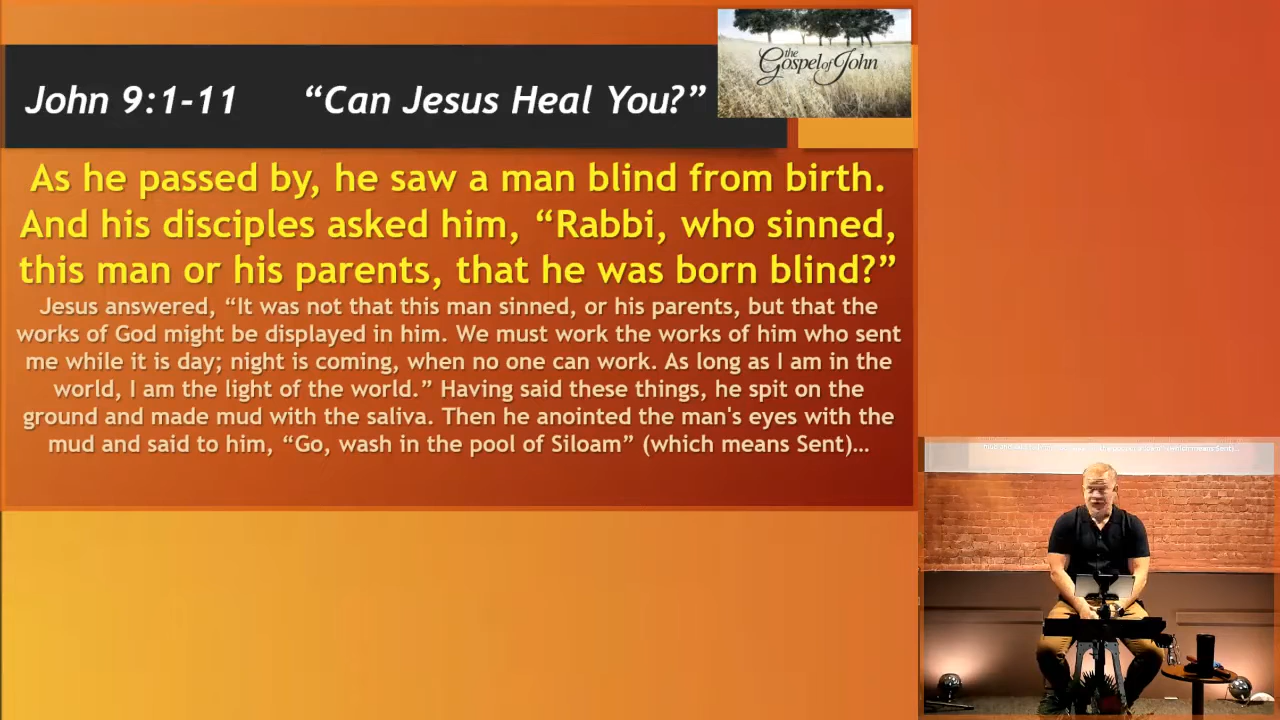 John 9:1-11 “Can Jesus Heal You?”
the
Gospel of John
As he passed by, he saw a man blind from birth.
And his disciples asked him, “Rabbi, who sinned,
this man or his parents, that he was born blind?”
Jesus answered, “It was not that this man sinned, or his parents, but that the
works of God might be displayed in him. We must work the works of him who sent
me while it is day; night is coming, when no one can work. As long as I am in the
world, I am the light of the world.” Having said these things, he spit on the
ground and made mud with the saliva. Then he anointed the man's eyes with the
mud and said to him, “Go, wash in the pool of Siloam” (which means Sent)…